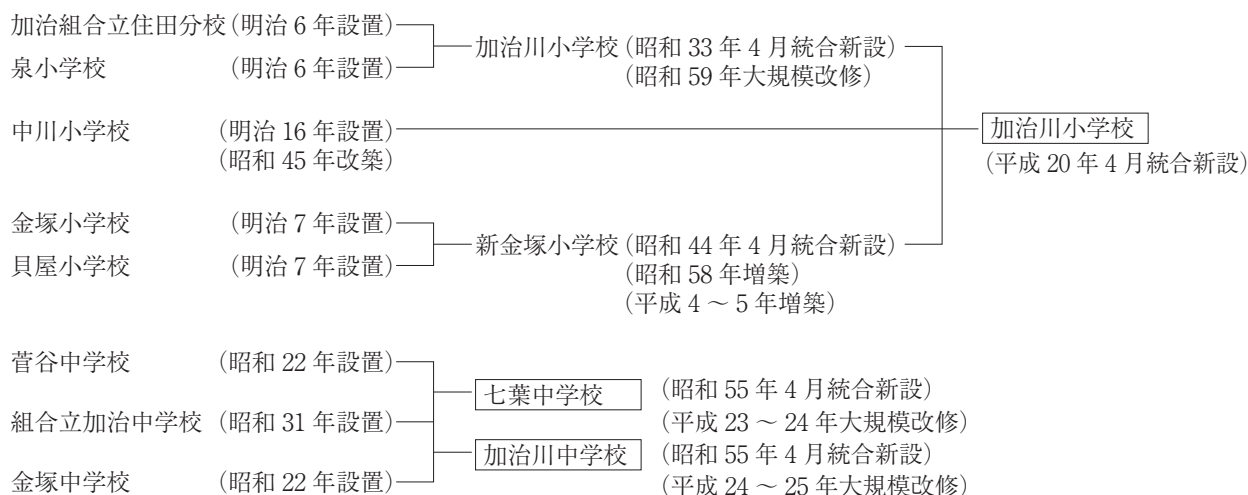 加治組合立住田分校(明治6年設置)
加治川小学校(昭和33年4月統合新設)
泉小学校 (明治6年設置)
(昭和59年大規模改修)
中川小学校 (明治16年設置)
加治川小学校
(昭和45年改築)
(平成20年4月統合新設)
金塚小学校 (明治7年設置)
新金塚小学校(昭和44年4月統合新設)
貝屋小学校 (明治7年設置)
(昭和58年増築)
(平成4~5年増築)
菅谷中学校 (昭和22年設置)
七葉中学校 (昭和55年4月統合新設)
組合立加治中学校(昭和31年設置)
(平成23~24年大規模改修)
加治川中学校 (昭和55年4月統合新設)
金塚中学校 (昭和22年設置)
(平成24~25年大規模改修)